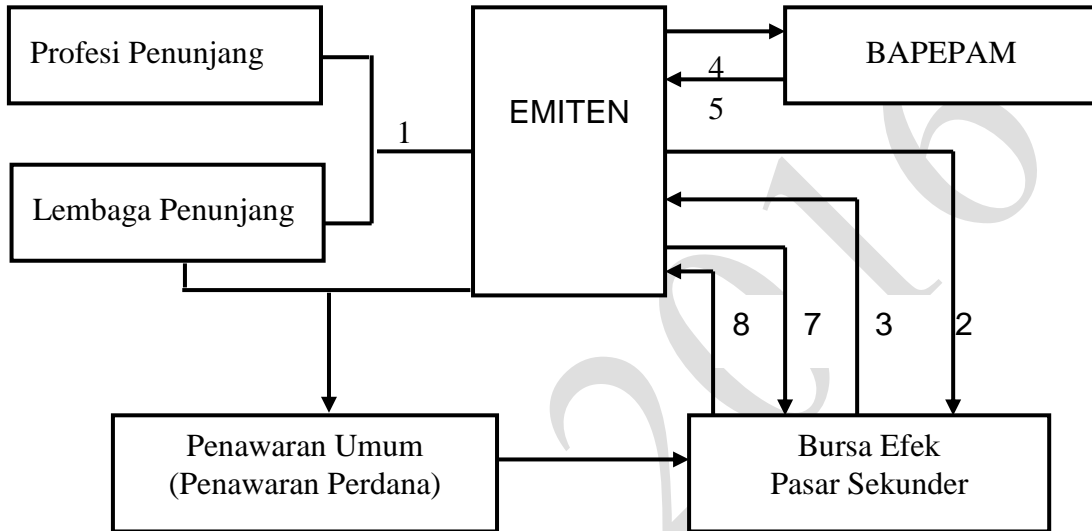 Profesi Penunjang
EMITEN
BAPEPAM
4
5
1
Lembaga Penunjang
8
7
3
2
Penawaran Umum
(Penawaran Perdana)
Bursa Efek
Pasar Sekunder
2016